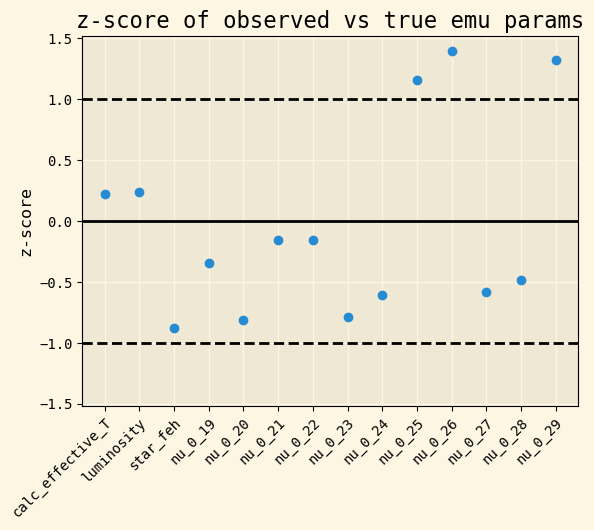 z-score of observed vs true emu params
1.5
1.0
0.5
0.0
−0.5
−1.0
−1.5
z-score
calc_effective_T
luminosity
star_feh
nu_0_19
nu_0_20
nu_0_21
nu_0_22
nu_0_23
nu_0_24
nu_0_25
nu_0_26
nu_0_27
nu_0_28
nu_0_29